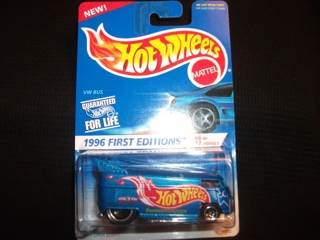 NEW!
HOT WHEELS
MATTEL
VW BUS
GUARANTEED
FOR LIFE
1996 FIRST EDITIONS
HOT WHEELS